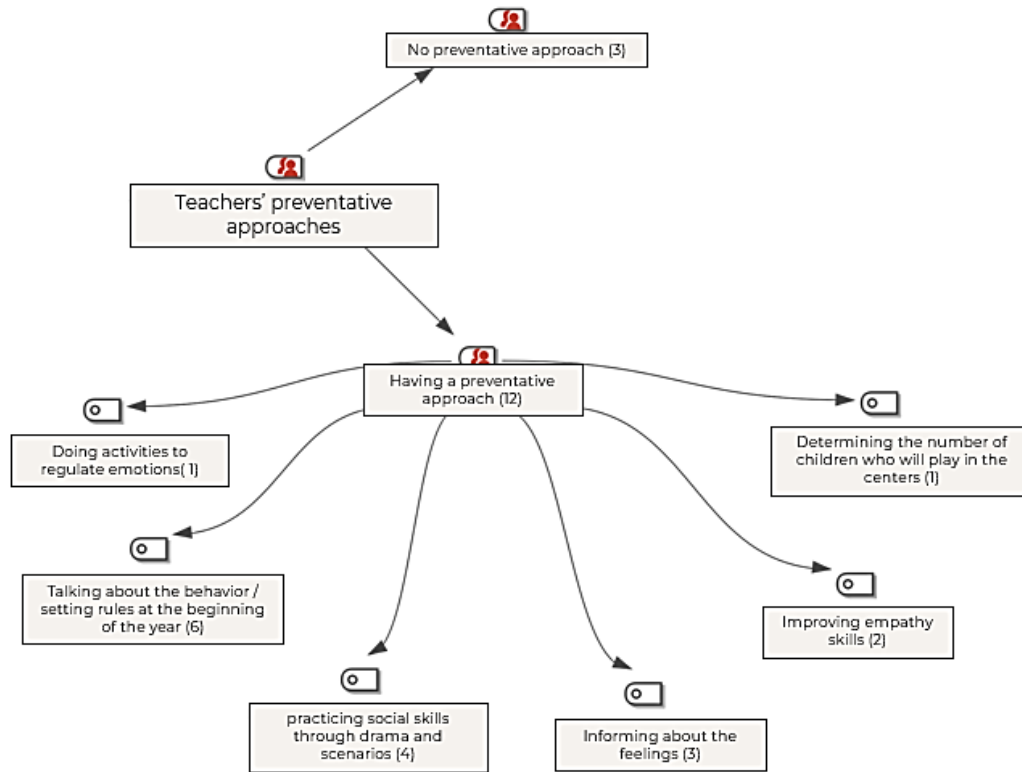 No preventative approach (3)
Teachers' preventative
approaches
Having a preventative
approach (12)
Doing activities to
regulate emotions( 1)
Determining the number of
children who will play in the
centers (1)
Talking about the behavior /
setting rules at the beginning
of the year (6)
Improving empathy
skills (2)
practicing social skills
through drama and
scenarios (4)
Informing about the
feelings (3)